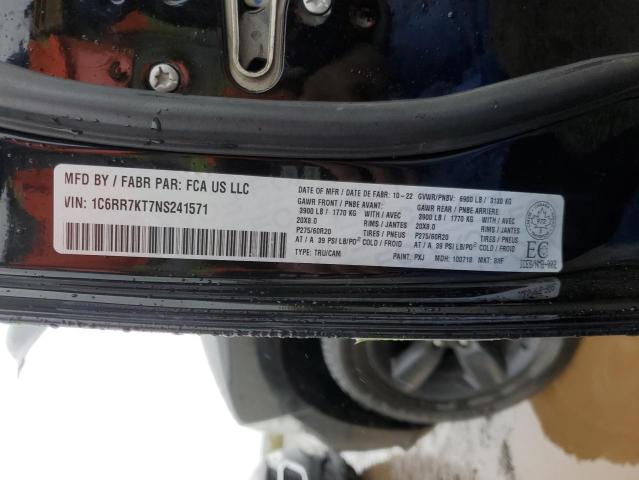 MFD BY / FABR PAR: FCA US LLC
VIN: 1C6RR7KT7NS241571
DATE OF MFR / DATE DE FABR: 10-22 GVWR/PNBV: 6900 LB / 3130 KG
GAWR FRONT / PNBE AVANT: GAWR REAR / PNBE ARRIERE:
3900 LB / 1770 KG 3900 LB / 1770 KG
RIMS / JANTES RIMS / JANTES
20X8.0 20X8.0
TIRES / PNEUS TIRES / PNEUS
P275/60R20 P275/60R20
AT / A 39 PSI/LB/PO² COLD / FROID AT / A 39 PSI/LB/PO² COLD / FROID
TYPE: TRU/CAM PAINT: PXJ MDH: 100718 MKT: B/IF
EC